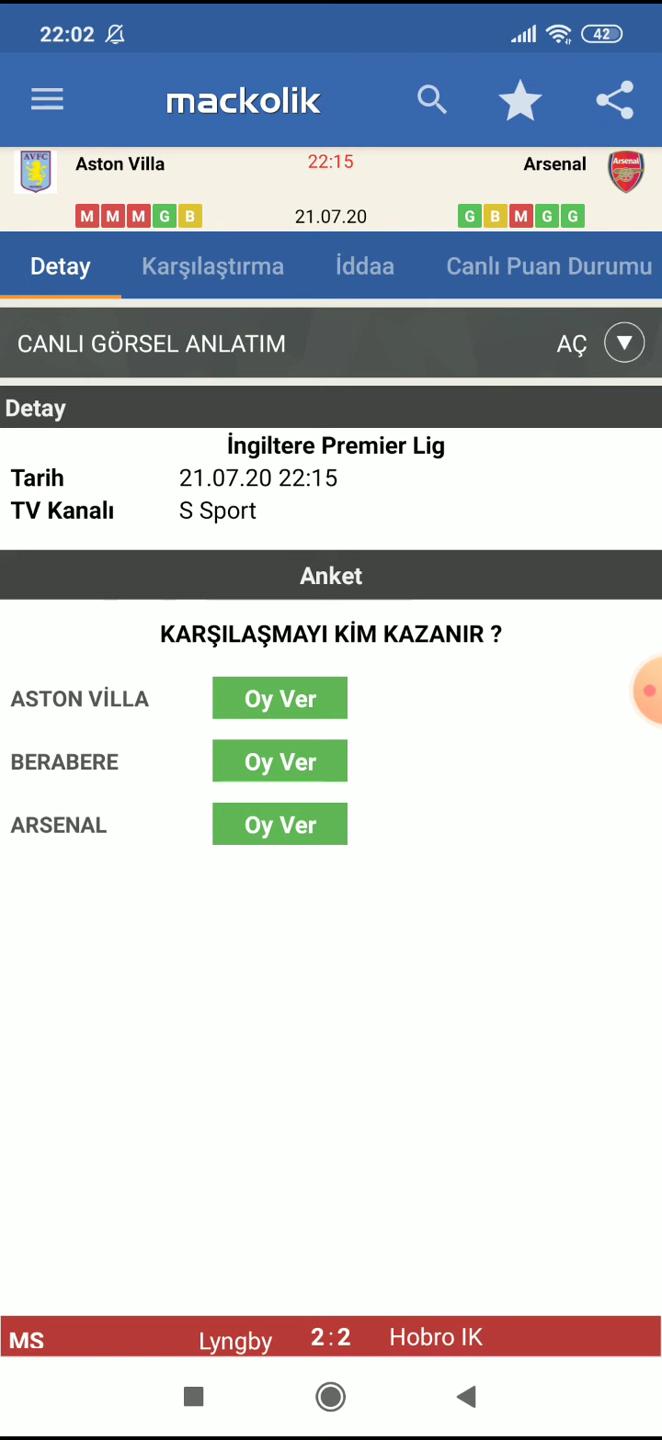 22:02 42
mackolik
AVFC Aston Villa 22:15 Arsenal Arsenal
M M M G B 21.07.20 G B M G G
Detay Karşılaştırma İddaa Canlı Puan Durumu
CANLI GÖRSEL ANLATIM AÇ
Detay
İngiltere Premier Lig
Tarih 21.07.20 22:15
TV Kanalı S Sport
Anket
KARŞILAŞMAYI KİM KAZANIR ?
ASTON VİLLA Oy Ver
BERABERE Oy Ver
ARSENAL Oy Ver
MS Lyngby 2:2 Hobro IK